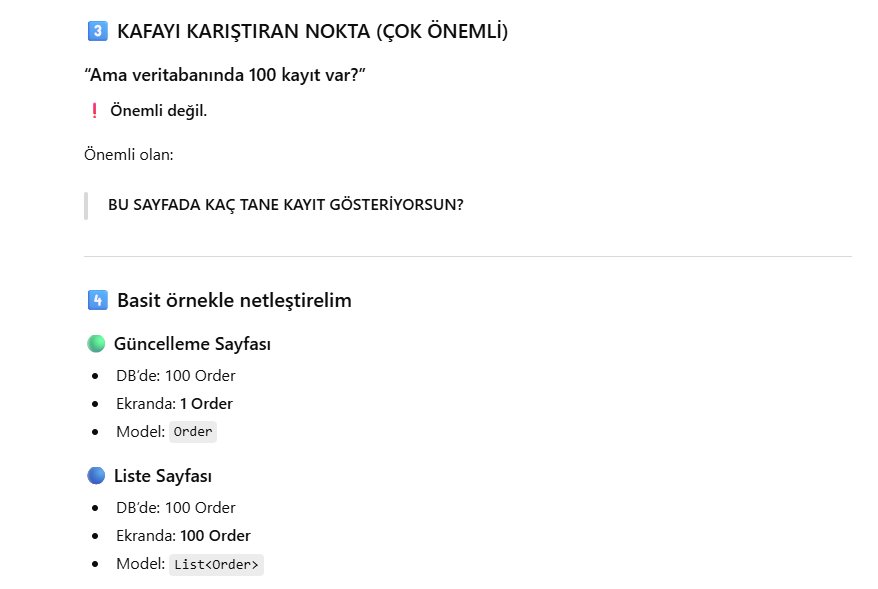 3 KAFAYI KARIŞTIRAN NOKTA (ÇOK ÖNEMLİ)
“Ama veritabanında 100 kayıt var?”
❗ Önemli değil.
Önemli olan:
BU SAYFADA KAÇ TANE KAYIT GÖSTERİYORSUN?
4 Basit örnekle netleştirelim
Güncelleme Sayfası
• DB’de: 100 Order
• Ekranda: 1 Order
• Model: Order
Liste Sayfası
• DB’de: 100 Order
• Ekranda: 100 Order
• Model: List<Order>